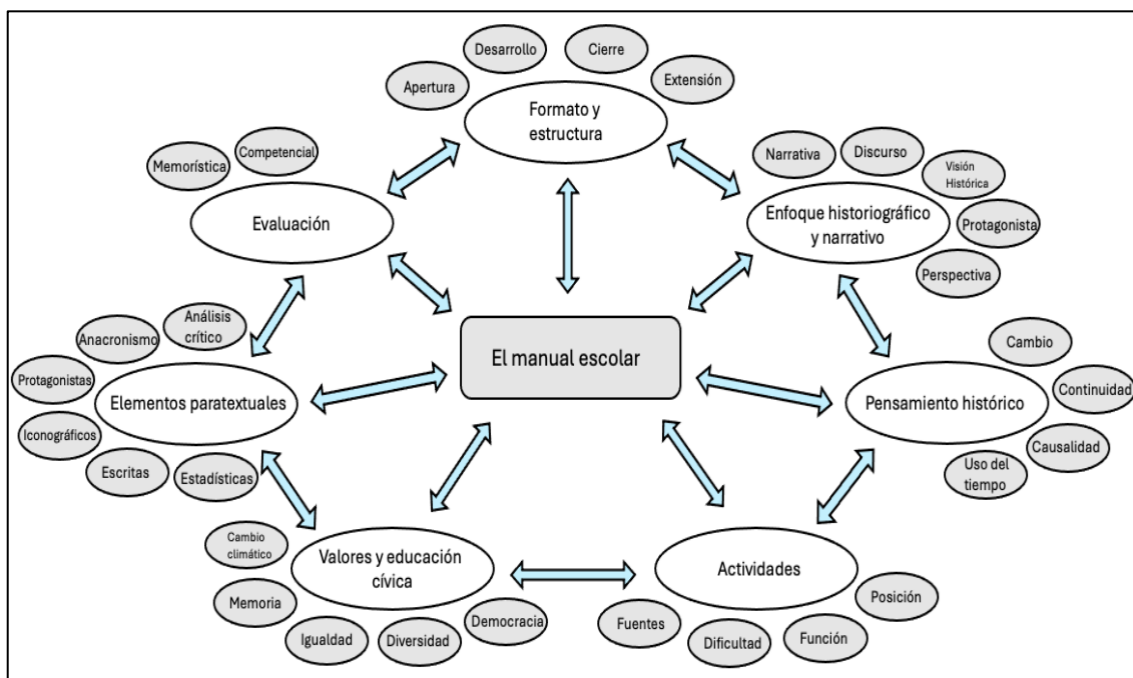 Desarrollo
Cierre
Apertura
Extensión
Formato y
estructura
Memorística
Competencial
Evaluación
Narrativa
Discurso
Visión
Histórica
Protagonista
Perspectiva
Enfoque historiográfico
y narrativo
Análisis
crítico
Anacronismo
Protagonistas
Iconográficos
Escritas
Estadísticas
Elementos paratextuales
El manual escolar
Cambio
Continuidad
Causalidad
Uso del
tiempo
Pensamiento histórico
Cambio
climático
Memoria
Igualdad
Diversidad
Democracia
Valores y educación
cívica
Actividades
Fuentes
Dificultad
Función
Posición